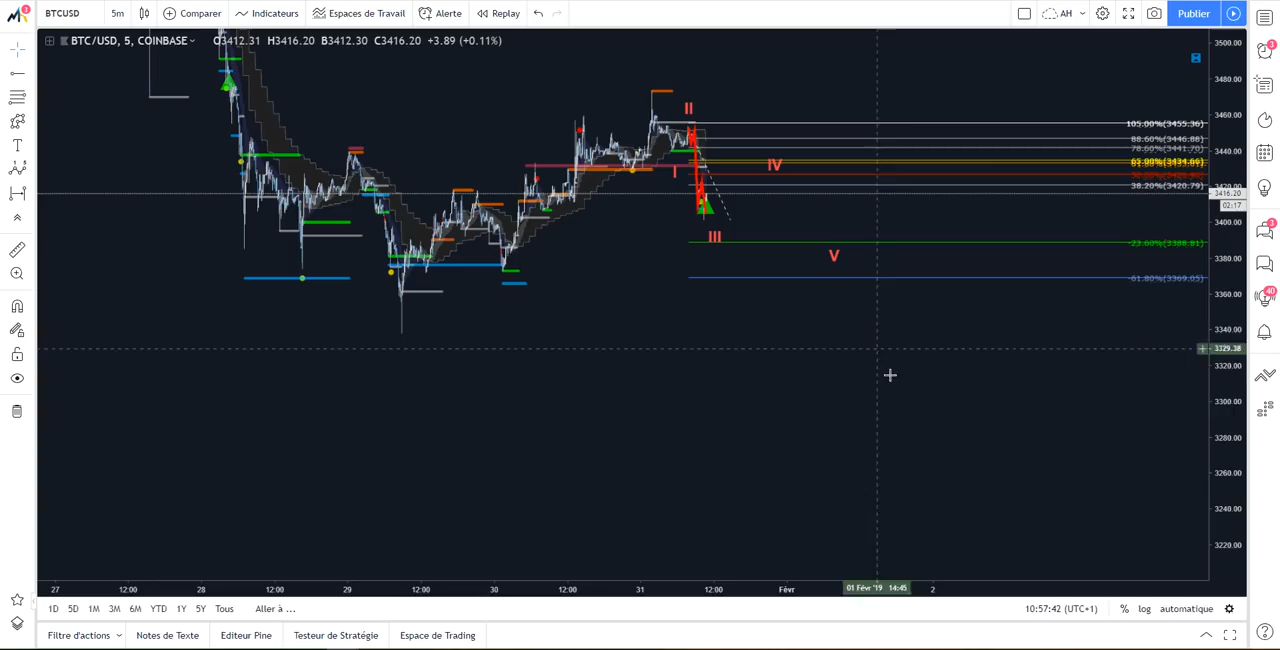 3
BTCUSD
5m
Comparer
Indicateurs
Espaces de Travail
Alerte
Replay
AH
Publier
BTC/USD, 5, COINBASE
O3412.31 H3416.20 B3412.30 C3416.20 +3.89 (+0.11%)
3500.00
3480.00
3460.00
3440.00
3420.00
3416.20
02:17
3400.00
3380.00
3360.00
3340.00
3329.38
3320.00
3300.00
3280.00
3260.00
3240.00
3220.00
105.00%(3455.36)
88.60%(3446.88)
78.60%(3441.70)
65.00%(3434.66)
38.20%(3420.79)
-23.60%(3388.81)
-61.80%(3369.05)
II
I
IV
III
V
3
3
40
27
12:00
28
12:00
29
12:00
30
12:00
31
12:00
Févr
01 Févr '19 14:45
2
1D
5D
1M
3M
6M
YTD
1Y
5Y
Tous
Aller à ...
10:57:42 (UTC+1)
%
log
automatique
Filtre d'actions
Notes de Texte
Editeur Pine
Testeur de Stratégie
Espace de Trading